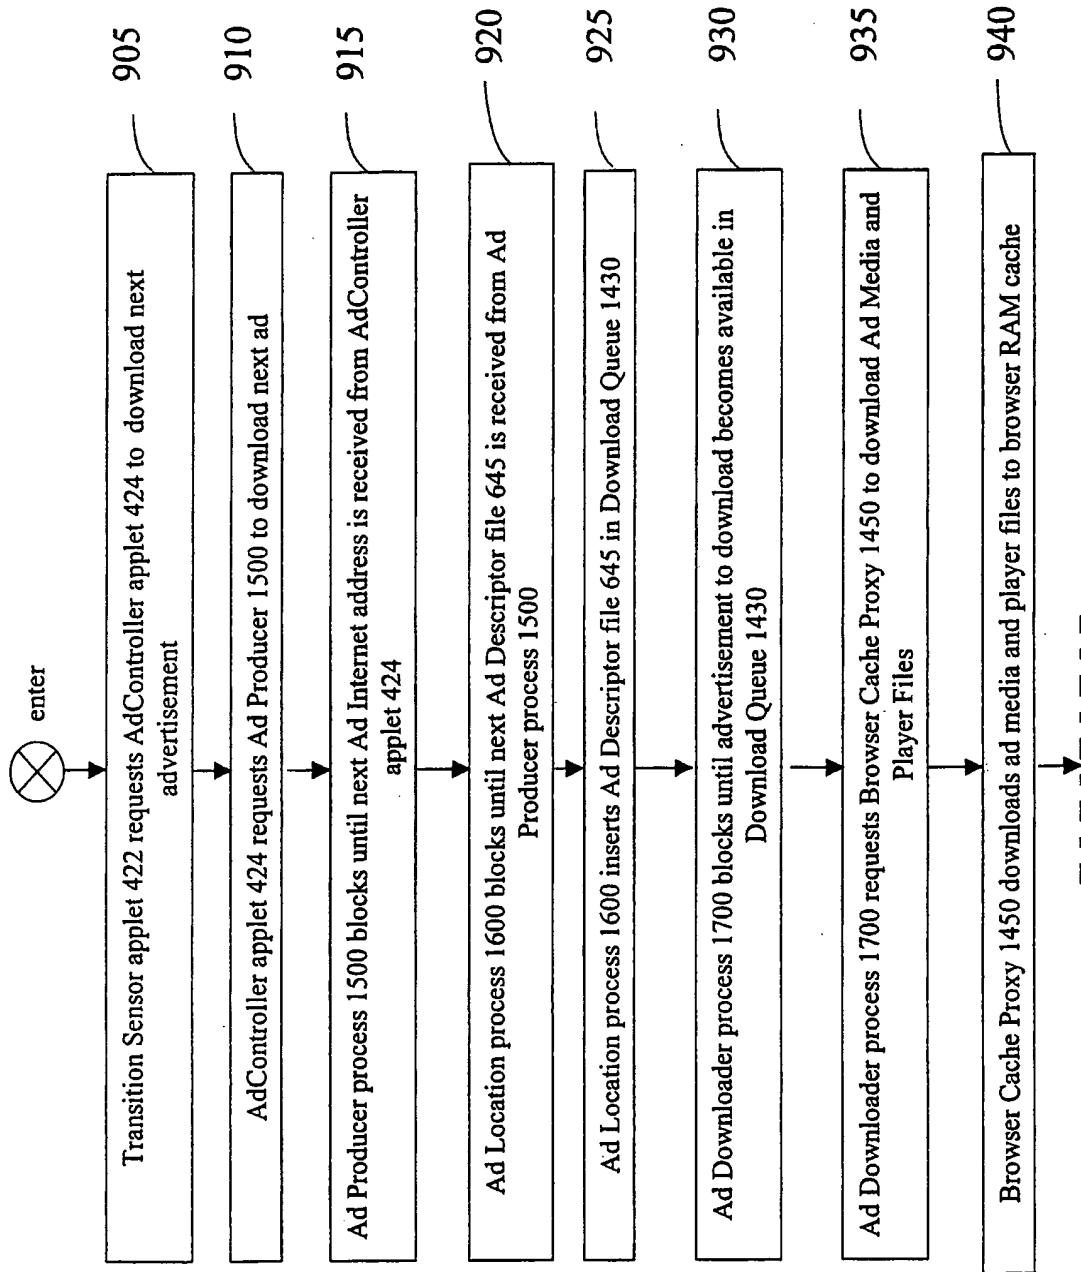 enter
Transition Sensor applet 422 requests AdController applet 424 to download next
advertisement
905
AdController applet 424 requests Ad Producer 1500 to download next ad
910
Ad Producer process 1500 blocks until next Ad Internet address is received from AdController
applet 424
915
Ad Location process 1600 blocks until next Ad Descriptor file 645 is received from Ad
Producer process 1500
920
Ad Location process 1600 inserts Ad Descriptor file 645 in Download Queue 1430
925
Ad Downloader process 1700 blocks until advertisement to download becomes available in
Download Queue 1430
930
Ad Downloader process 1700 requests Browser Cache Proxy 1450 to download Ad Media and
Player Files
935
Browser Cache Proxy 1450 downloads ad media and player files to browser RAM cache
940